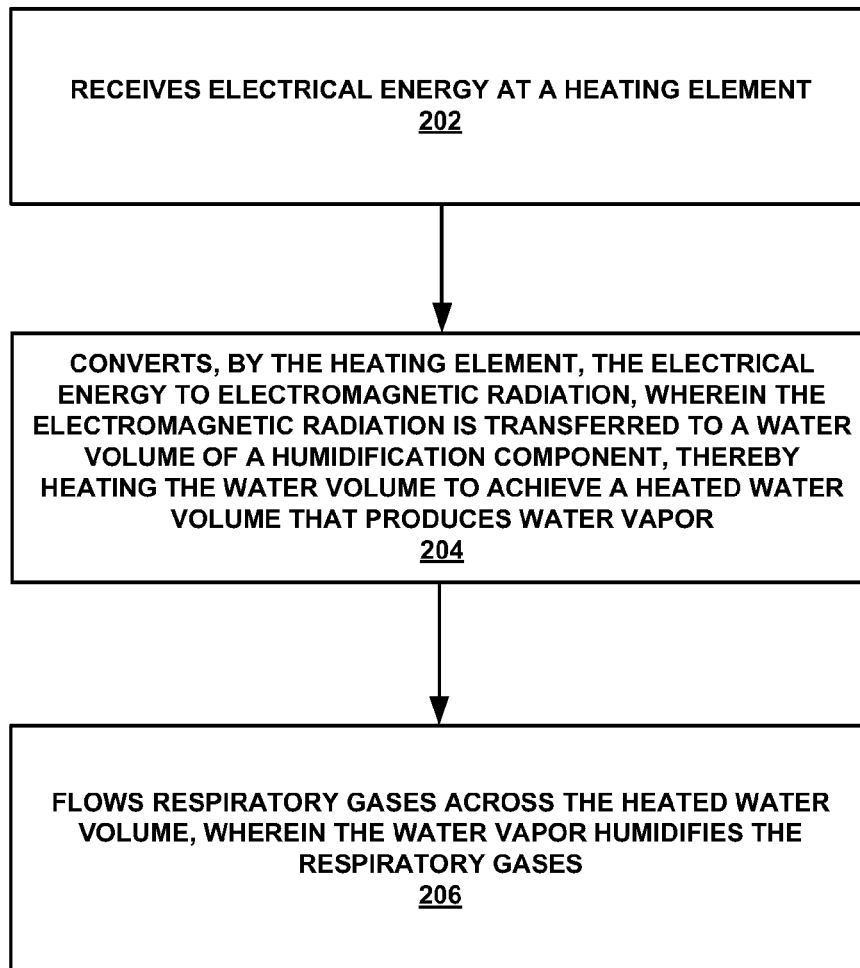 RECEIVES ELECTRICAL ENERGY AT A HEATING ELEMENT
202
CONVERTS, BY THE HEATING ELEMENT, THE ELECTRICAL
ENERGY TO ELECTROMAGNETIC RADIATION, WHEREIN THE
ELECTROMAGNETIC RADIATION IS TRANSFERRED TO A WATER
VOLUME OF A HUMIDIFICATION COMPONENT, THEREBY
HEATING THE WATER VOLUME TO ACHIEVE A HEATED WATER
VOLUME THAT PRODUCES WATER VAPOR
204
FLOWS RESPIRATORY GASES ACROSS THE HEATED WATER
VOLUME, WHEREIN THE WATER VAPOR HUMIDIFIES THE
RESPIRATORY GASES
206